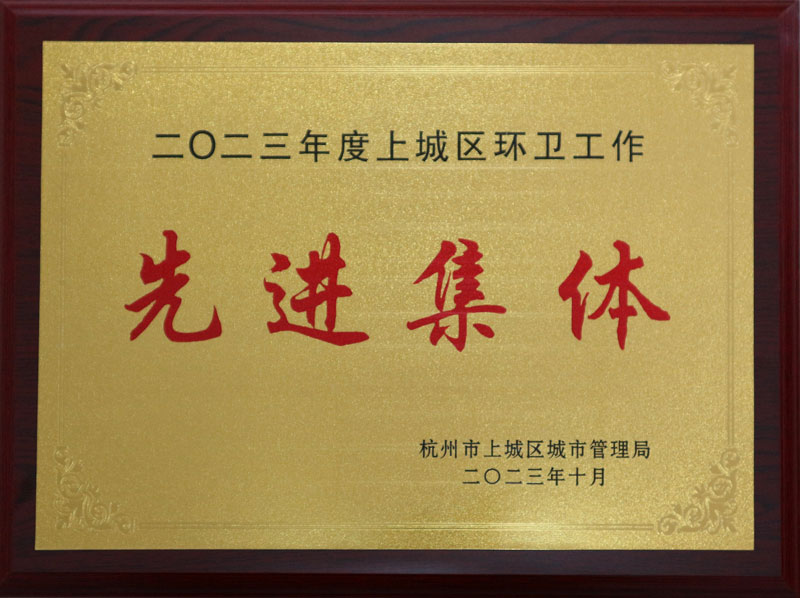 二〇二三年度上城区环卫工作
先进集体
杭州市上城区城市管理局
二〇二三年十月